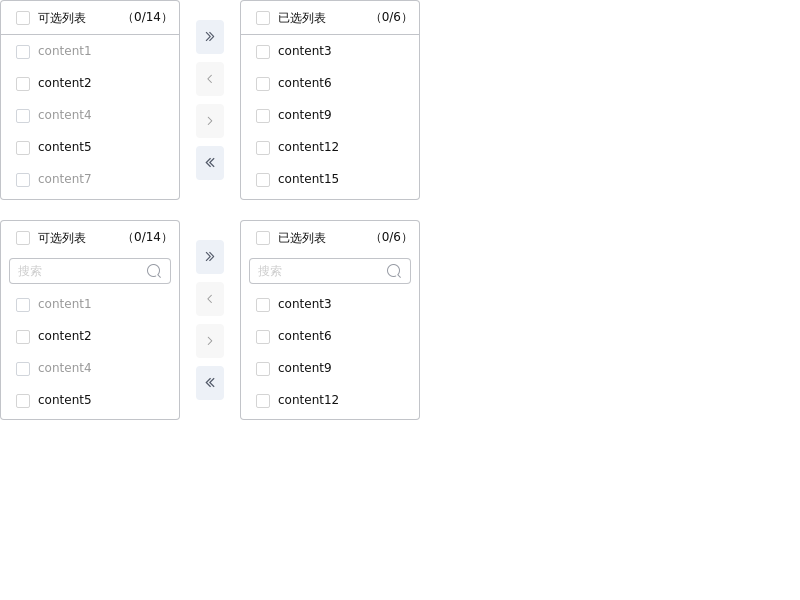 可选列表 （0/14）
content1
content2
content4
content5
content7
已选列表 （0/6）
content3
content6
content9
content12
content15
可选列表 （0/14）
搜索
content1
content2
content4
content5
已选列表 （0/6）
搜索
content3
content6
content9
content12